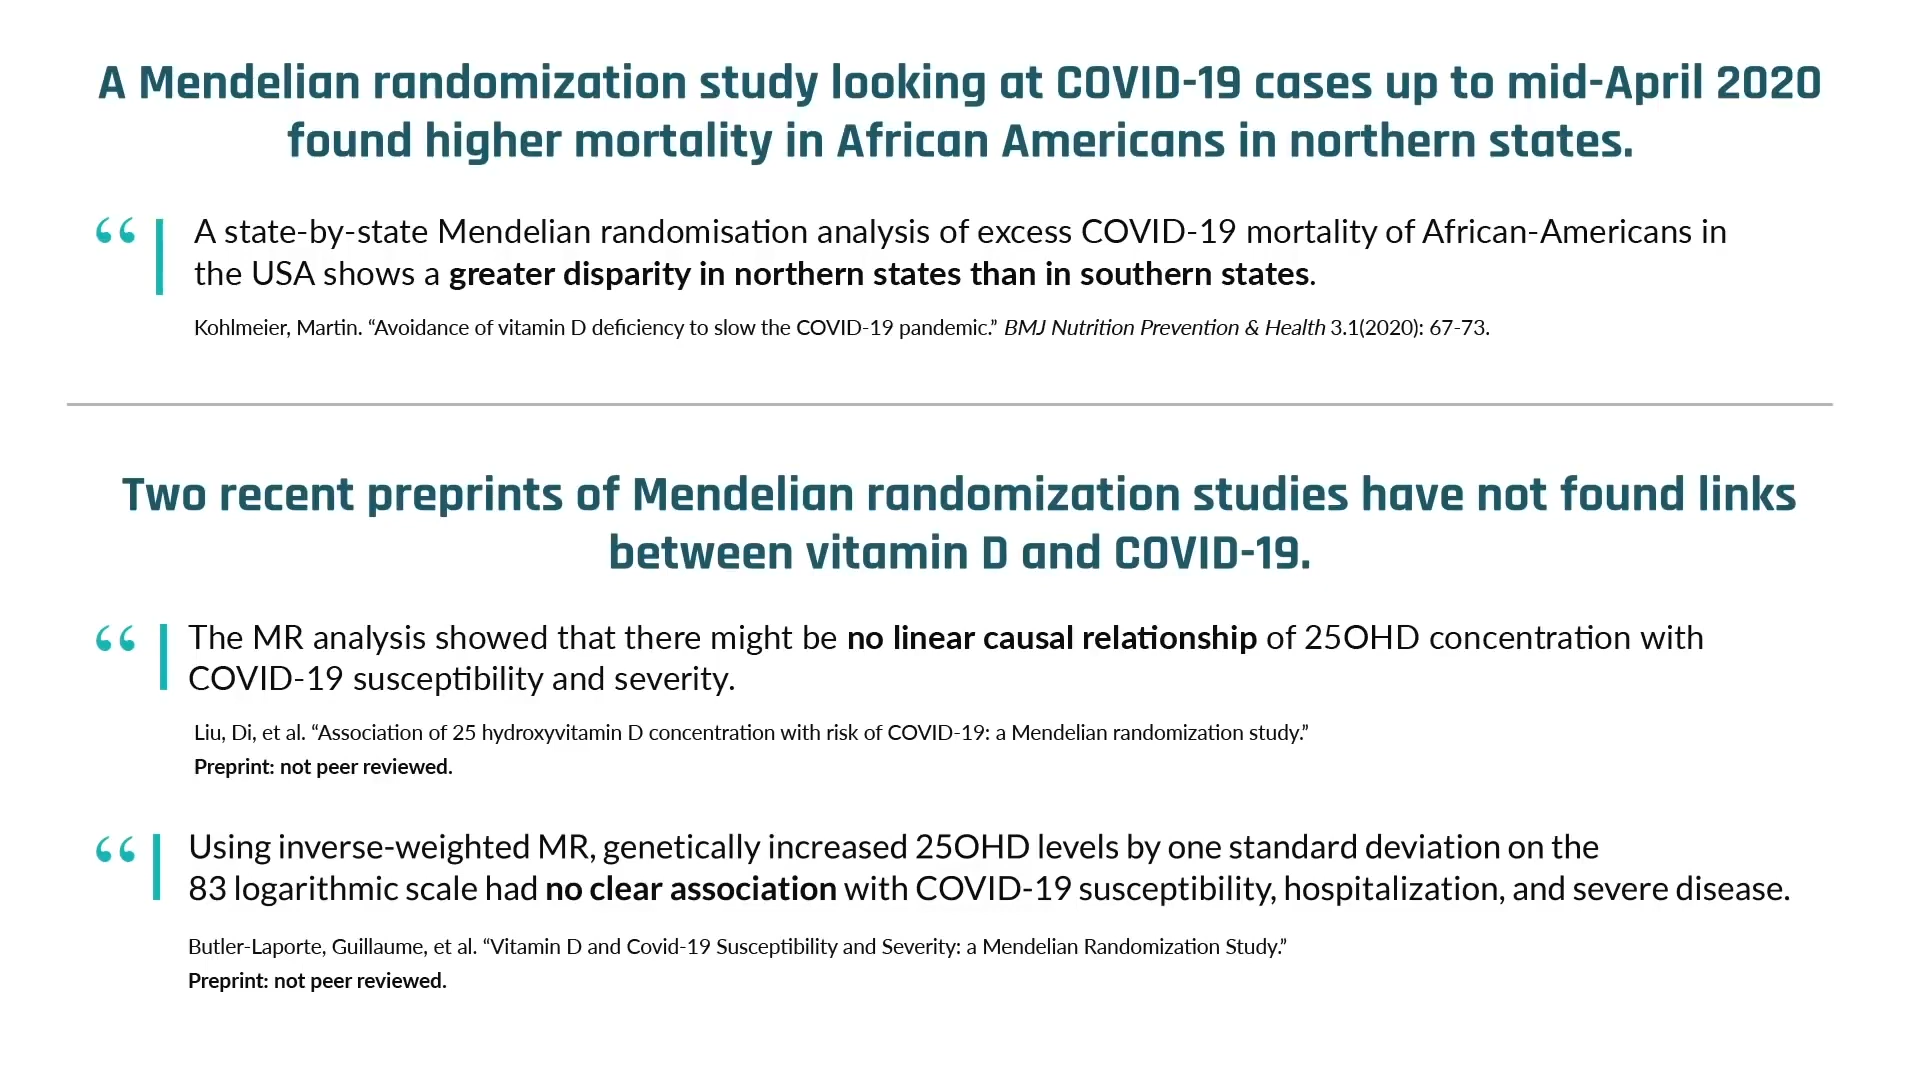 A Mendelian randomization study looking at COVID-19 cases up to mid-April 2020
found higher mortality in African Americans in northern states.
“ A state-by-state Mendelian randomisation analysis of excess COVID-19 mortality of African-Americans in
the USA shows a greater disparity in northern states than in southern states.
Kohlmeier, Martin. “Avoidance of vitamin D deficiency to slow the COVID-19 pandemic.” BMJ Nutrition Prevention & Health 3.1(2020): 67-73.
Two recent preprints of Mendelian randomization studies have not found links
between vitamin D and COVID-19.
“ The MR analysis showed that there might be no linear causal relationship of 25OHD concentration with
COVID-19 susceptibility and severity.
Liu, Di, et al. “Association of 25 hydroxyvitamin D concentration with risk of COVID-19: a Mendelian randomization study.”
Preprint: not peer reviewed.
“ Using inverse-weighted MR, genetically increased 25OHD levels by one standard deviation on the
83 logarithmic scale had no clear association with COVID-19 susceptibility, hospitalization, and severe disease.
Butler-Laporte, Guillaume, et al. “Vitamin D and Covid-19 Susceptibility and Severity: a Mendelian Randomization Study.”
Preprint: not peer reviewed.